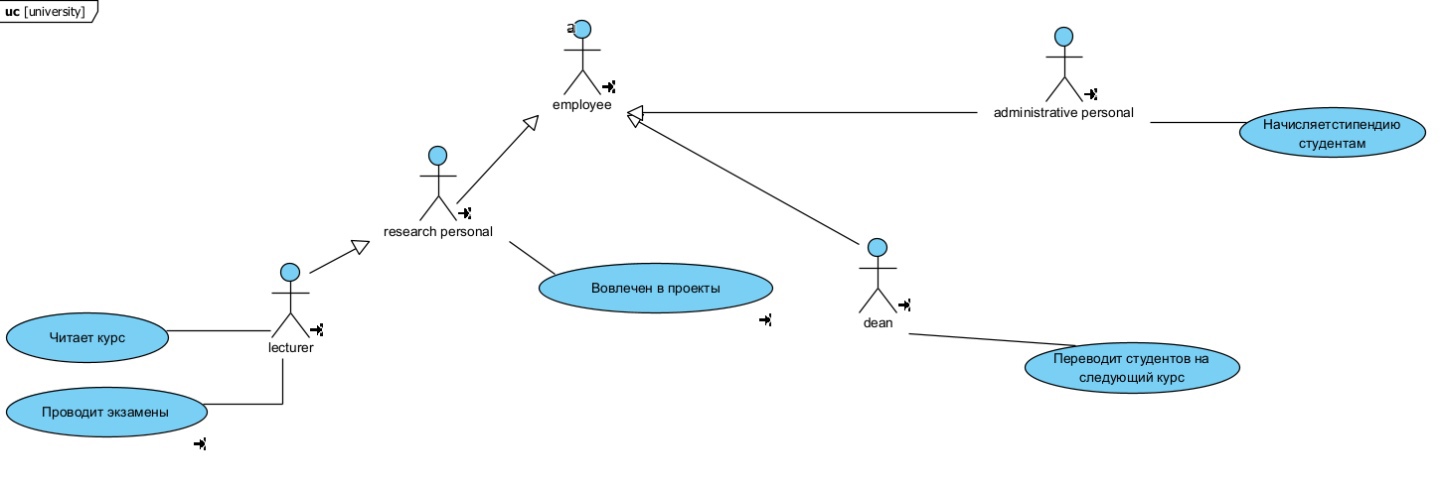 uc [university]
a
employee
administrative personal
Начисляетстипендию
студентам
research personal
Вовлечен в проекты
dean
Читает курс
lecturer
Переводит студентов на
следующий курс
Проводит экзамены